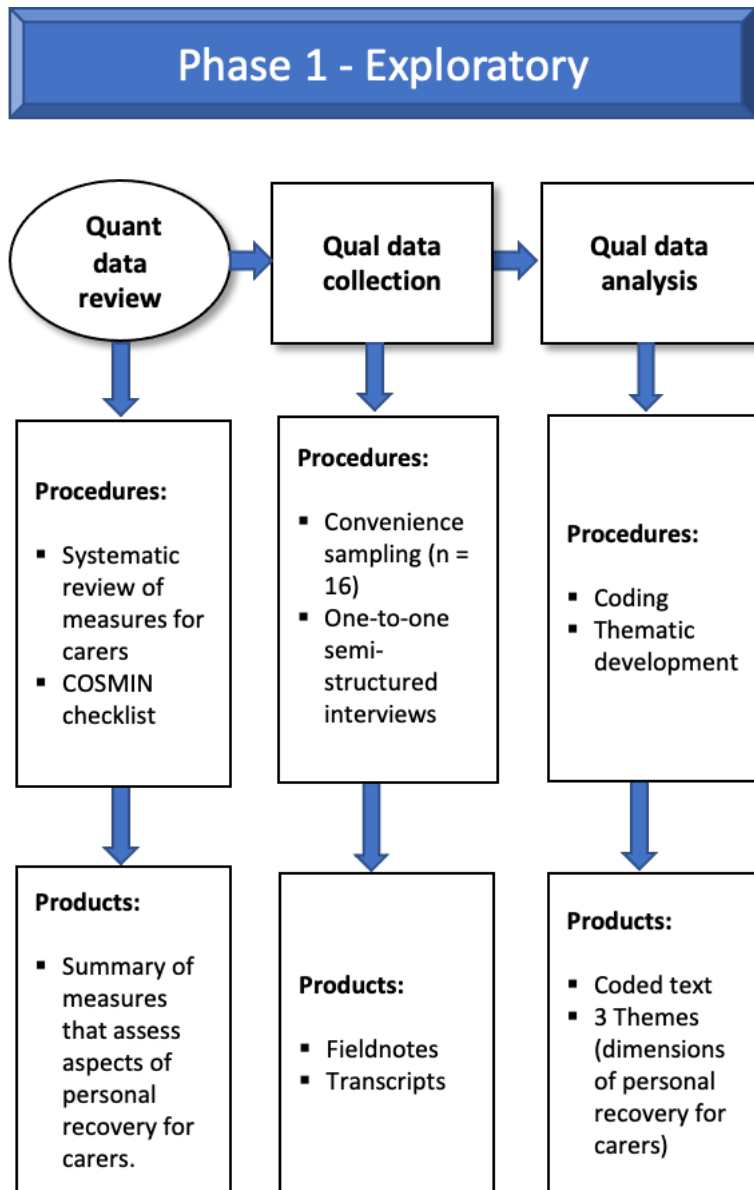 Phase 1 - Exploratory
Quant
data
review
Qual data
collection
Qual data
analysis
Procedures:
▪ Systematic
review of
measures for
carers
▪ COSMIN
checklist
Procedures:
▪ Convenience
sampling (n =
16)
▪ One-to-one
semi-
structured
interviews
Procedures:
▪ Coding
▪ Thematic
development
Products:
▪ Summary of
measures
that assess
aspects of
personal
recovery for
carers.
Products:
▪ Fieldnotes
▪ Transcripts
Products:
▪ Coded text
▪ 3 Themes
(dimensions
of personal
recovery for
carers)